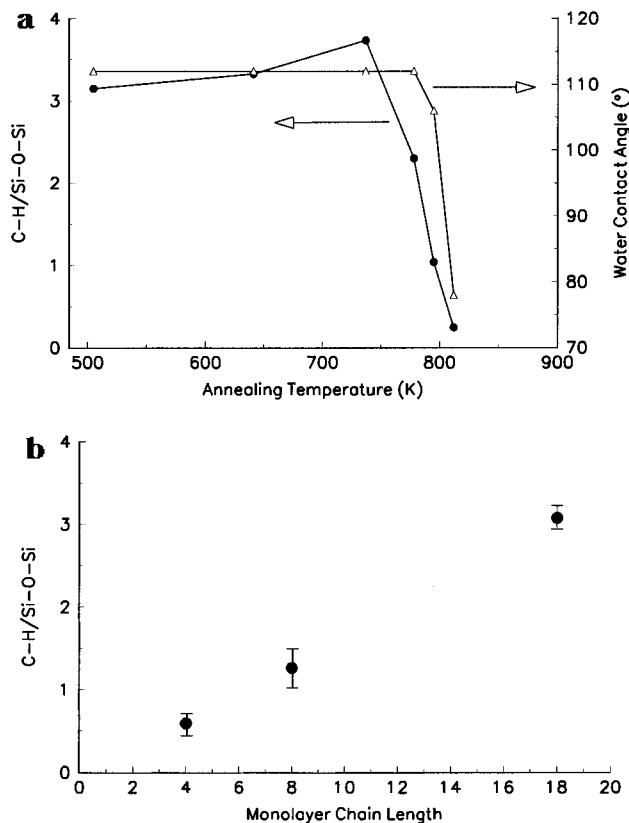 a
4
3
2
1
0
C-H/Si-O-Si
120
110
100
90
80
70
Water Contact Angle (°)
500 600 700 800 900
Annealing Temperature (K)
b
4
3
2
1
0
C-H/Si-O-Si
0 2 4 6 8 10 12 14 16 18 20
Monolayer Chain Length